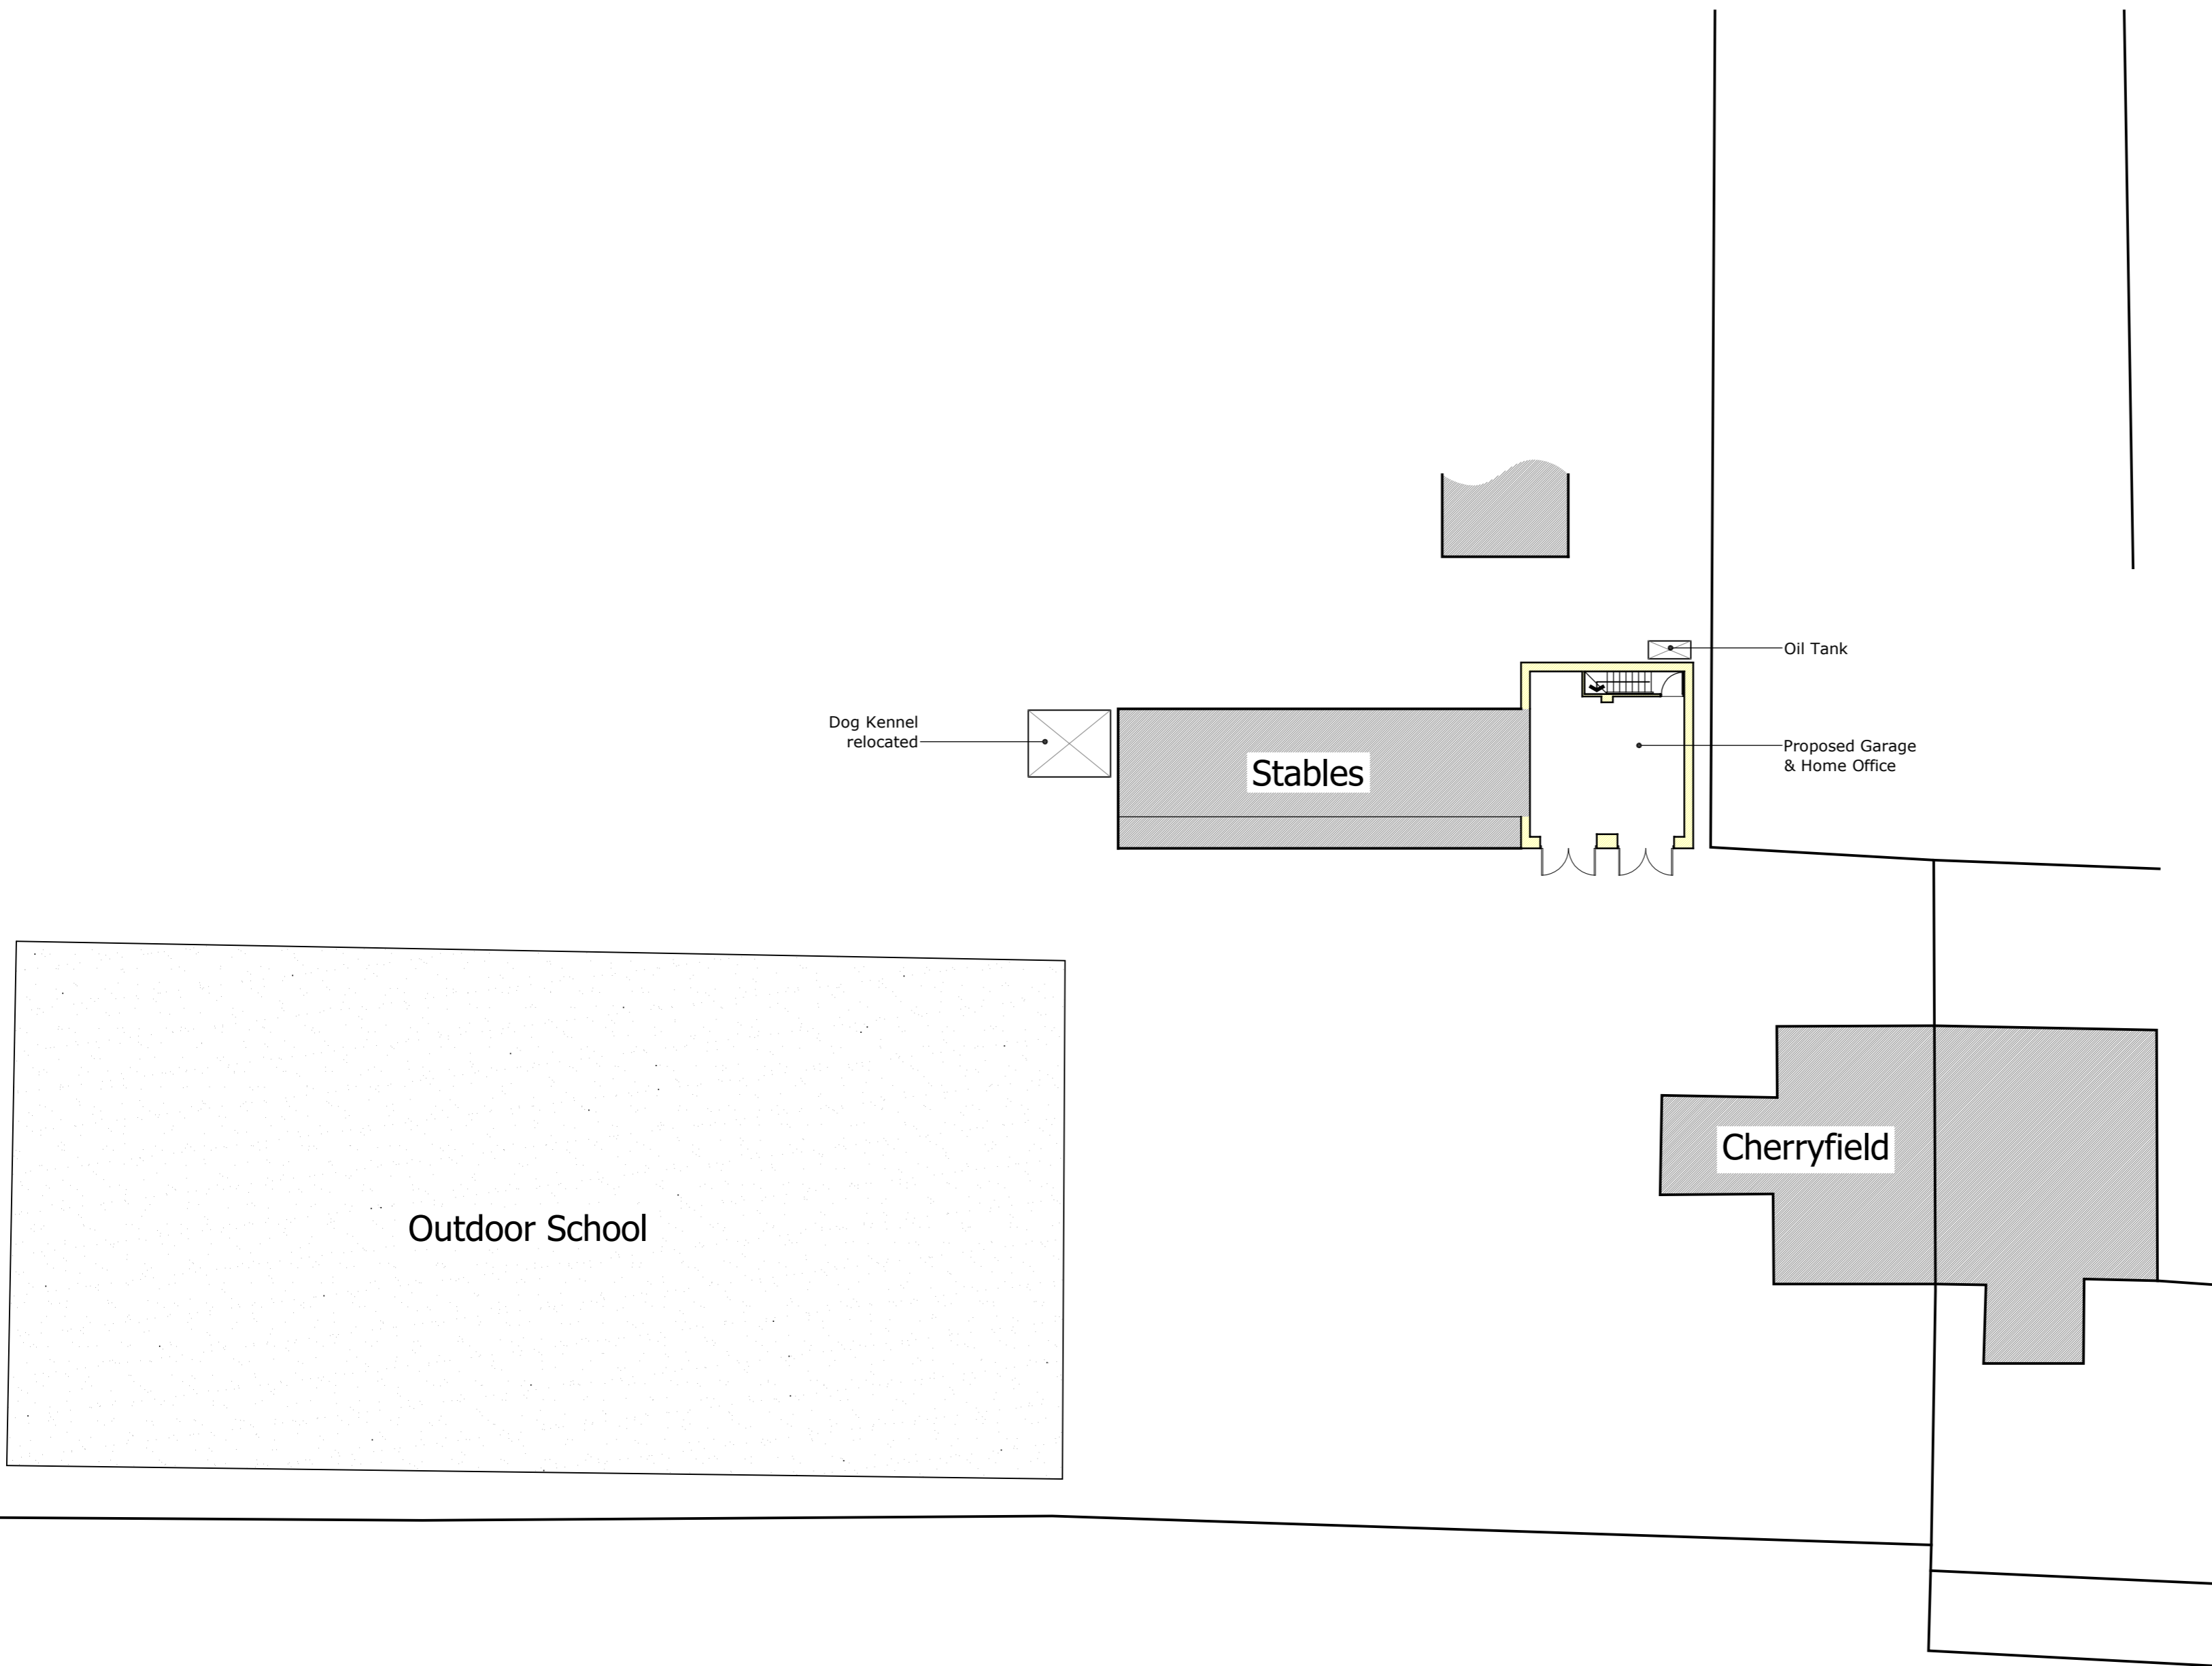 Oil Tank
Dog Kennel
relocated
Proposed Garage
& Home Office
Stables
Cherryfield
Outdoor School